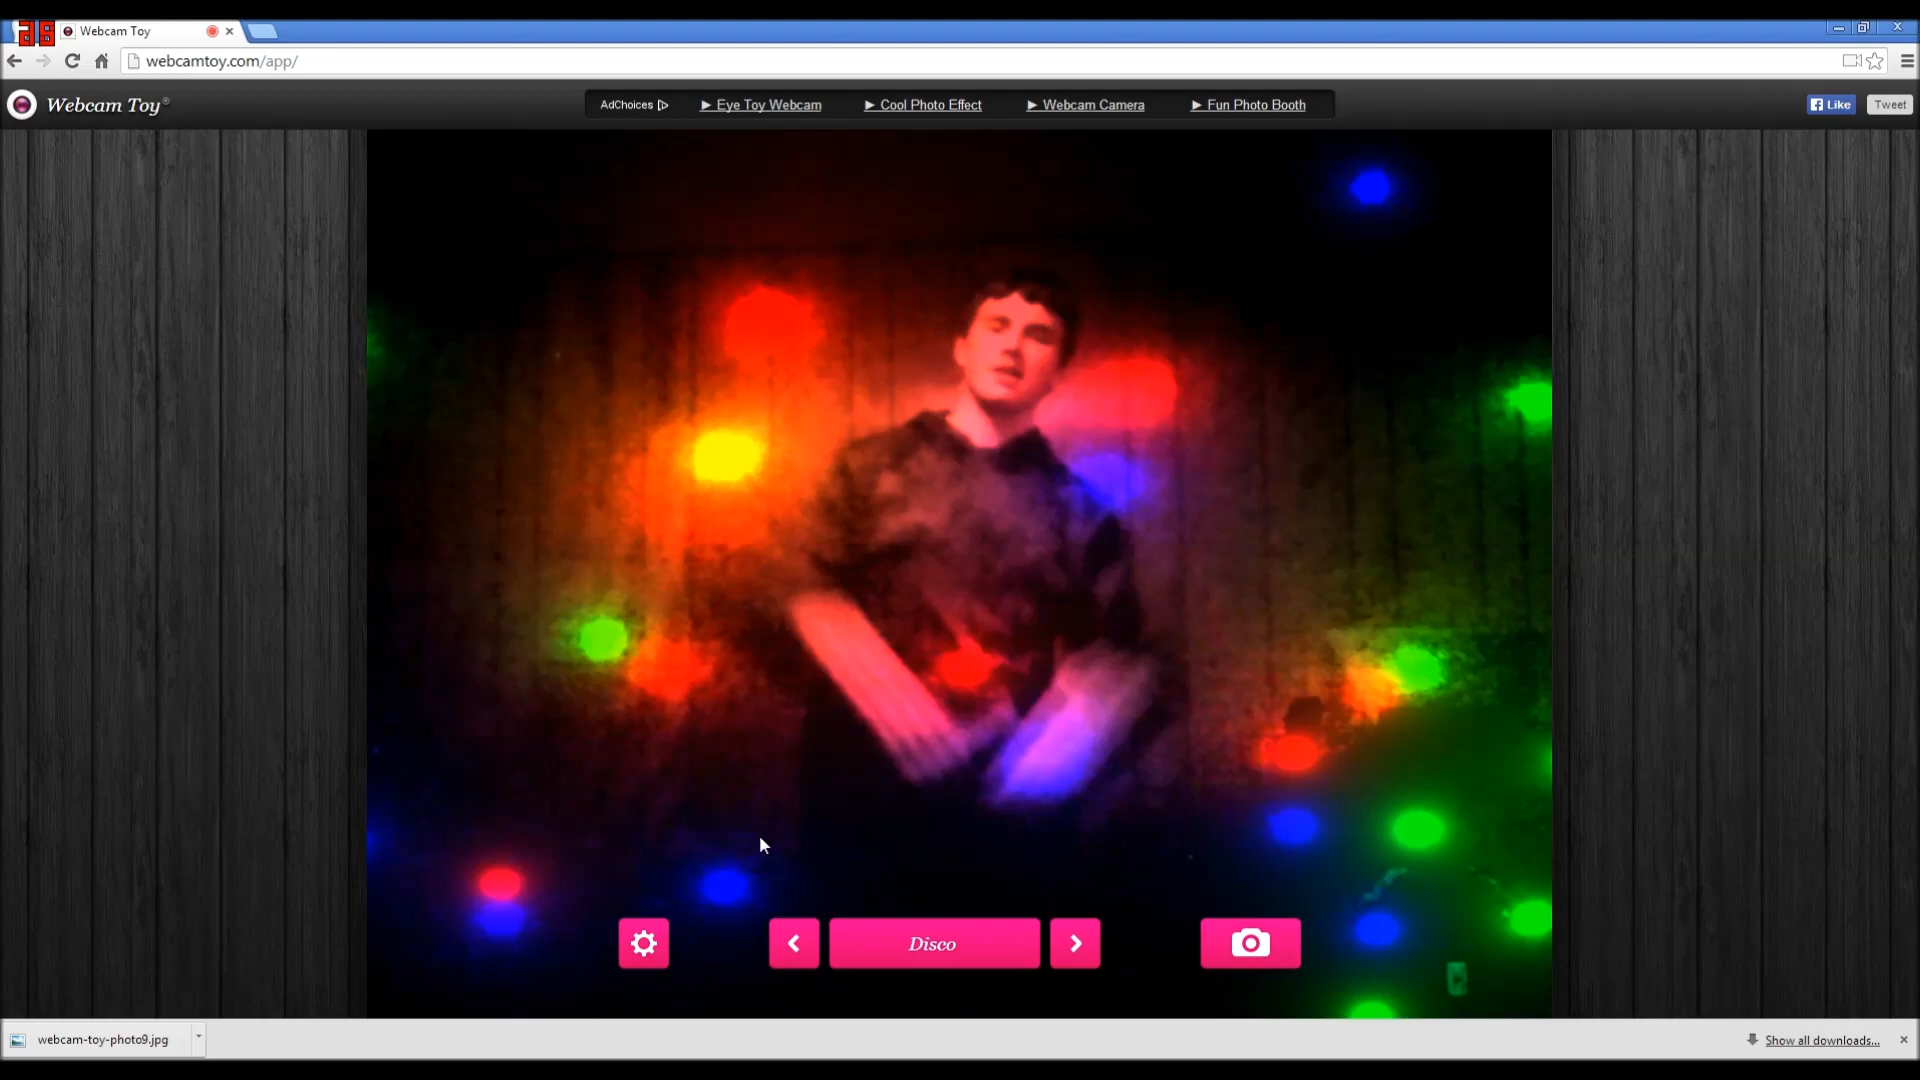 28
Webcam Toy
webcamtoy.com/app/
Webcam Toy®
AdChoices
Eye Toy Webcam
Cool Photo Effect
Webcam Camera
Fun Photo Booth
Like
Tweet
Disco
webcam-toy-photo9.jpg
Show all downloads...